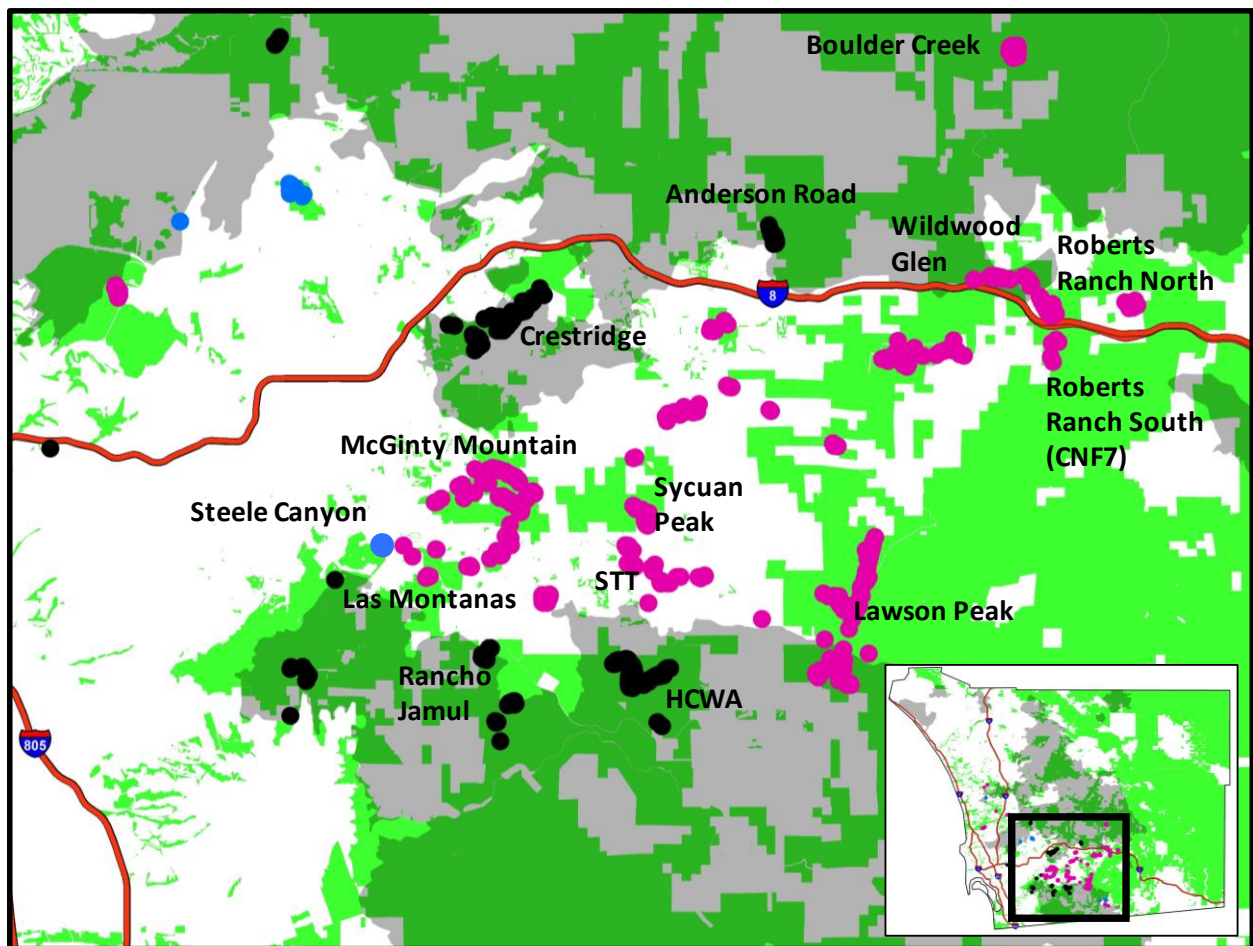 Boulder Creek
Anderson Road
Wildwood
Glen
Roberts
Ranch North
8
Crestridge
Roberts
Ranch South
(CNF7)
McGinty Mountain
Sycuan
Peak
Steele Canyon
STT
Las Montanas
Lawson Peak
Rancho
Jamul
HCWA
805